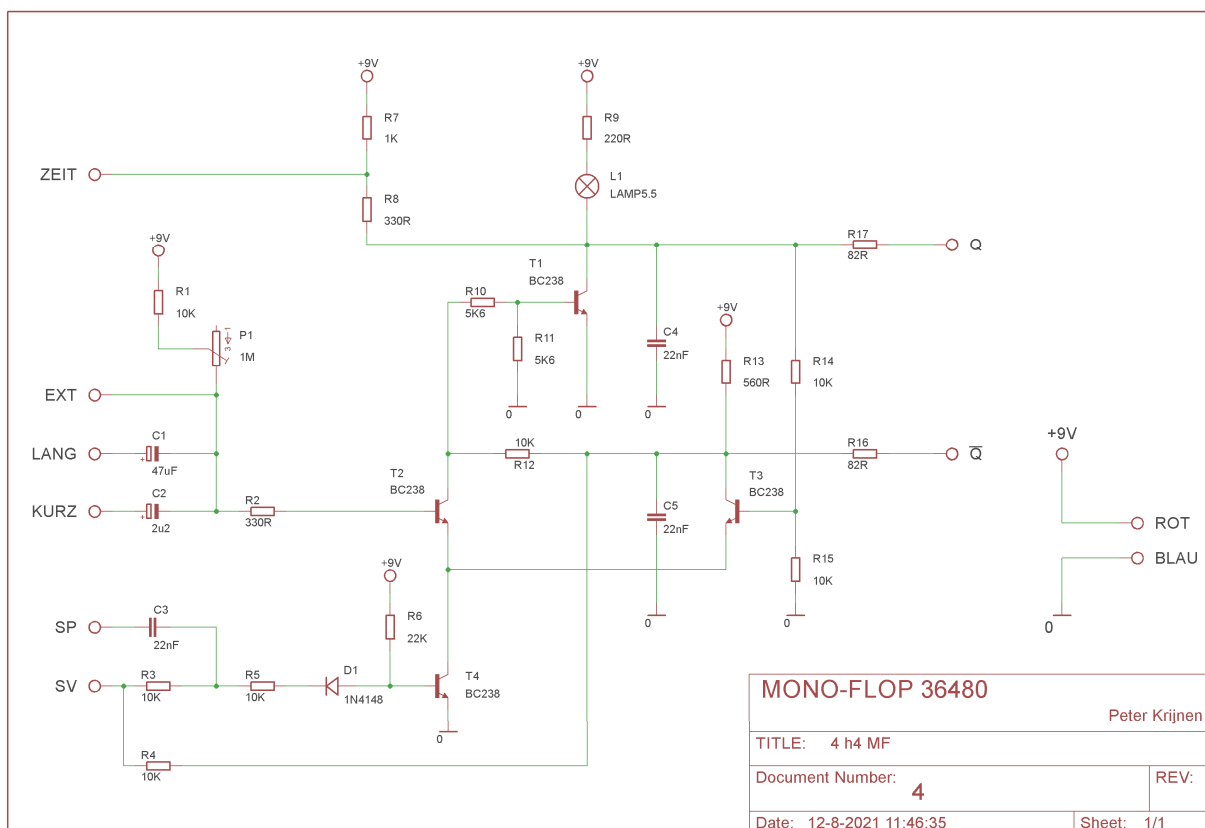 +9V
+9V
R7
1K
R9
220R
ZEIT
L1
LAMP5.5
R8
330R
+9V
R17
82R
Q
T1
BC238
R1
10K
R10
5K6
+9V
P1
1M
1
3
R11
5K6
C4
22nF
R13
560R
R14
10K
EXT
0
0
0
LANG
C1
+
47uF
10K
R12
R16
82R
Q
+9V
T2
BC238
T3
BC238
KURZ
C2
+
2u2
R2
330R
C5
22nF
ROT
BLAU
R15
10K
+9V
SP
C3
22nF
R6
22K
0
0
0
SV
R3
10K
R5
10K
D1
1N4148
T4
BC238
0
R4
10K
MONO-FLOP 36480
Peter Krijnen
TITLE: 4 h4 MF
Document Number:
4
REV:
Date: 12-8-2021 11:46:35
Sheet: 1/1